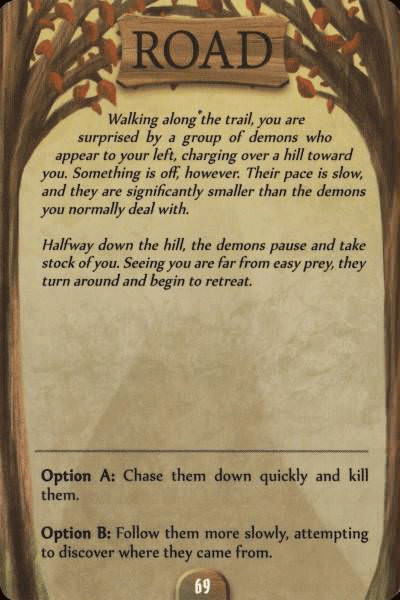 ROAD
Walking along the trail, you are
surprised by a group of demons who
appear to your left, charging over a hill toward
you. Something is off, however. Their pace is slow,
and they are significantly smaller than the demons
you normally deal with.
Halfway down the hill, the demons pause and take
stock of you. Seeing you are far from easy prey, they
turn around and begin to retreat.
Option A: Chase them down quickly and kill
them.
Option B: Follow them more slowly, attempting
to discover where they came from.
69